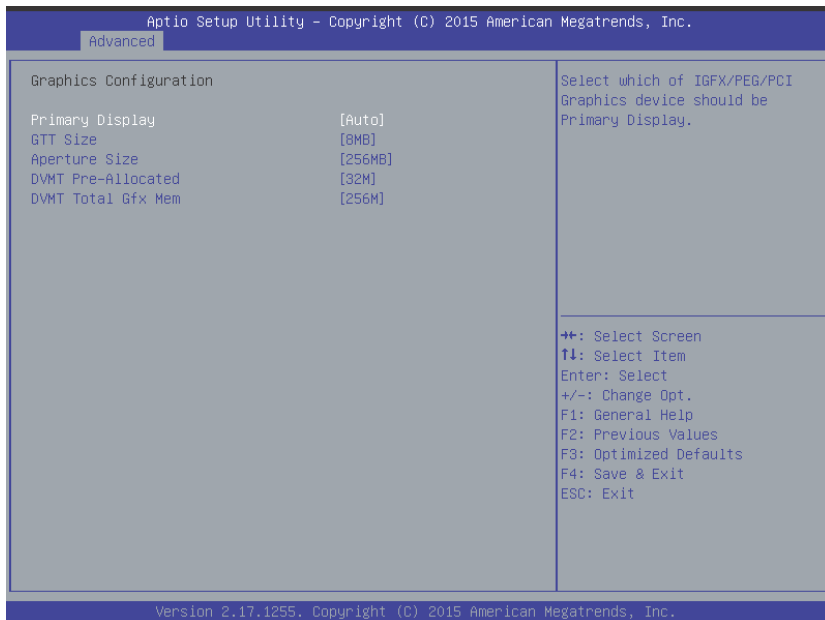 Aptio Setup Utility – Copyright (C) 2015 American Megatrends, Inc.
Advanced
Graphics Configuration
Primary Display [Auto]
GTT Size [8MB]
Aperture Size [256MB]
DVMT Pre-Allocated [32M]
DVMT Total Gfx Mem [256M]
Select which of IGFX/PEG/PCI
Graphics device should be
Primary Display.
→←: Select Screen
↑↓: Select Item
Enter: Select
+/-: Change Opt.
F1: General Help
F2: Previous Values
F3: Optimized Defaults
F4: Save & Exit
ESC: Exit
Version 2.17.1255. Copyright (C) 2015 American Megatrends, Inc.